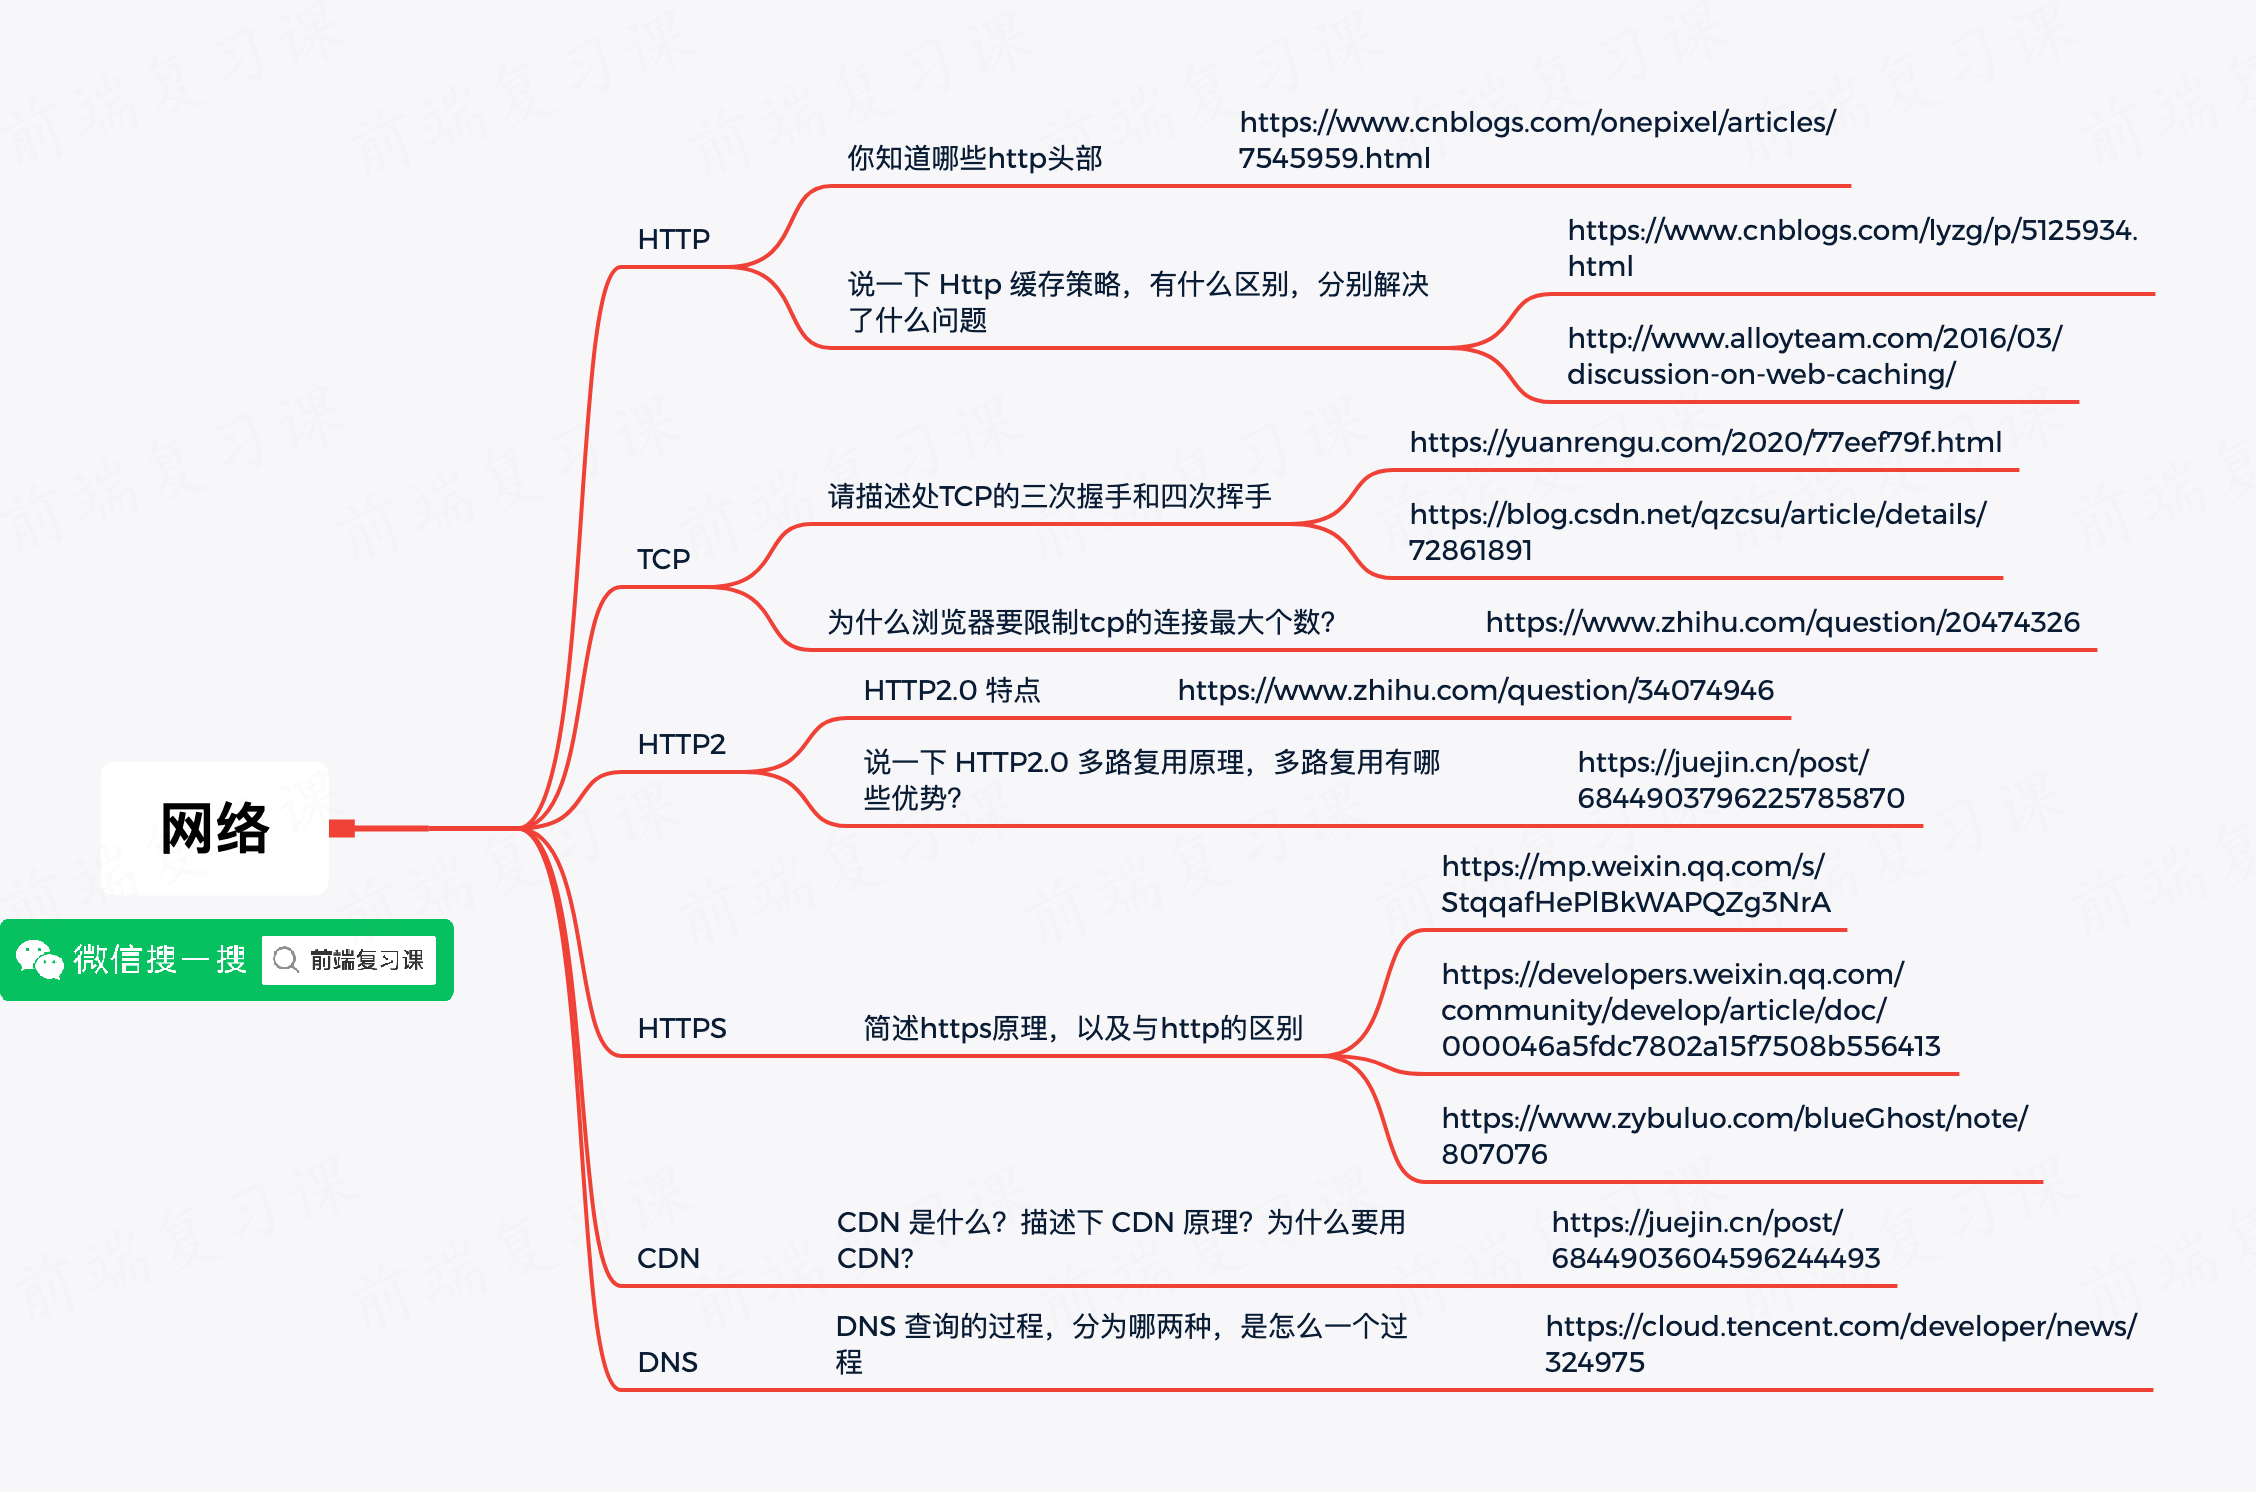 网络
微信搜一搜
前端复习课
HTTP
你知道哪些http头部
https://www.cnblogs.com/onepixel/articles/
7545959.html
说一下 Http 缓存策略，有什么区别，分别解决
了什么问题
https://www.cnblogs.com/lyzg/p/5125934.
html
http://www.alloyteam.com/2016/03/
discussion-on-web-caching/
TCP
请描述处TCP的三次握手和四次挥手
https://yuanrengu.com/2020/77eef79f.html
https://blog.csdn.net/qzcsu/article/details/
72861891
为什么浏览器要限制tcp的连接最大个数？
https://www.zhihu.com/question/20474326
HTTP2
HTTP2.0 特点
https://www.zhihu.com/question/34074946
说一下 HTTP2.0 多路复用原理，多路复用有哪
些优势？
https://juejin.cn/post/
6844903796225785870
HTTPS
简述https原理，以及与http的区别
https://mp.weixin.qq.com/s/
StqqafHePlBkWAPQZg3NrA
https://developers.weixin.qq.com/
community/develop/article/doc/
000046a5fdc7802a15f7508b556413
https://www.zybuluo.com/blueGhost/note/
807076
CDN
CDN 是什么？描述下 CDN 原理？为什么要用
CDN?
https://juejin.cn/post/
6844903604596244493
DNS
DNS 查询的过程，分为哪两种，是怎么一个过
程
https://cloud.tencent.com/developer/news/
324975